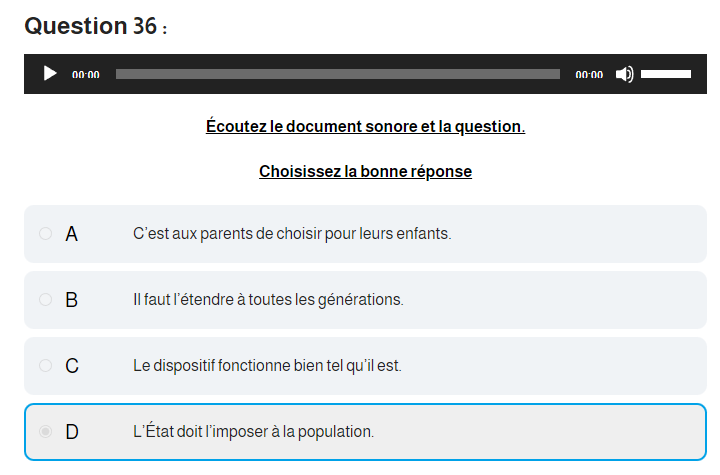 Question 36 :
00:00 00:00
Écoutez le document sonore et la question.
Choisissez la bonne réponse
A C’est aux parents de choisir pour leurs enfants.
B Il faut l’étendre à toutes les générations.
C Le dispositif fonctionne bien tel qu’il est.
D L’État doit l’imposer à la population.